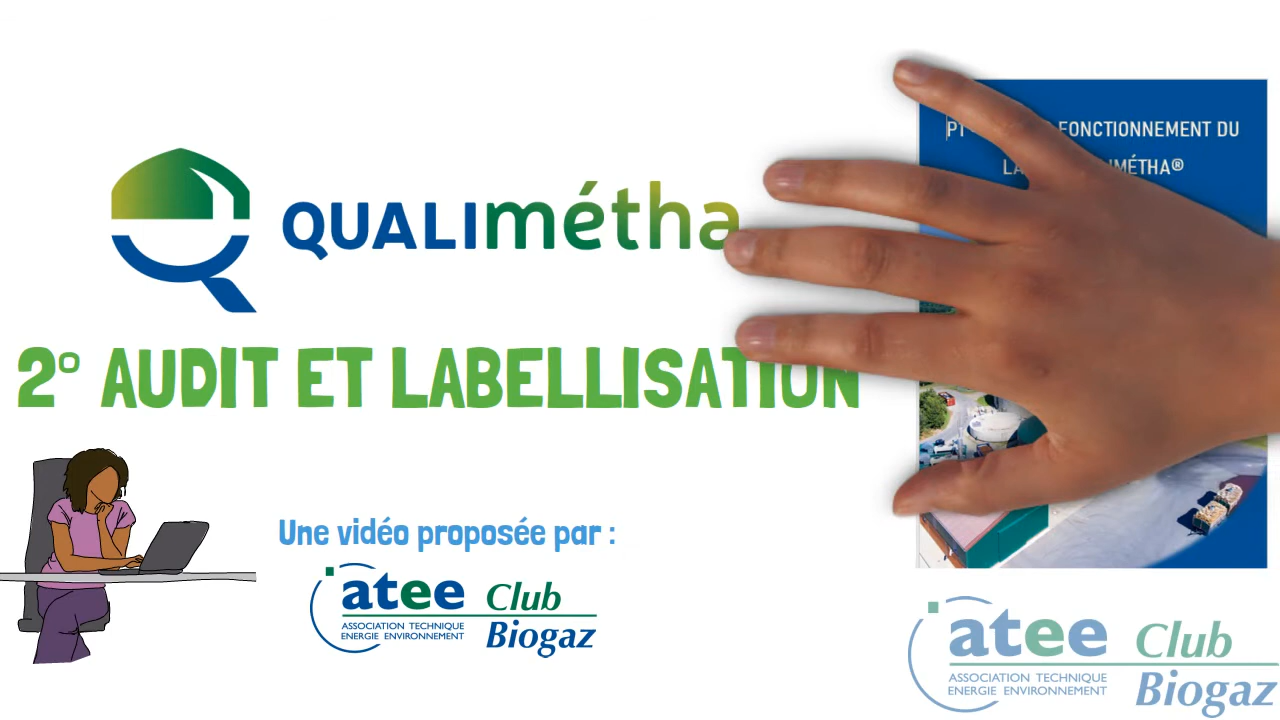 QUALIMétha
2° AUDIT ET LABELLISATION
Une vidéo proposée par :
atee Club
ASSOCIATION TECHNIQUE
ENERGIE ENVIRONNEMENT
Biogaz
FONCTIONNEMENT DU
atee Club
ASSOCIATION TECHNIQUE
ENERGIE ENVIRONNEMENT
Biogaz